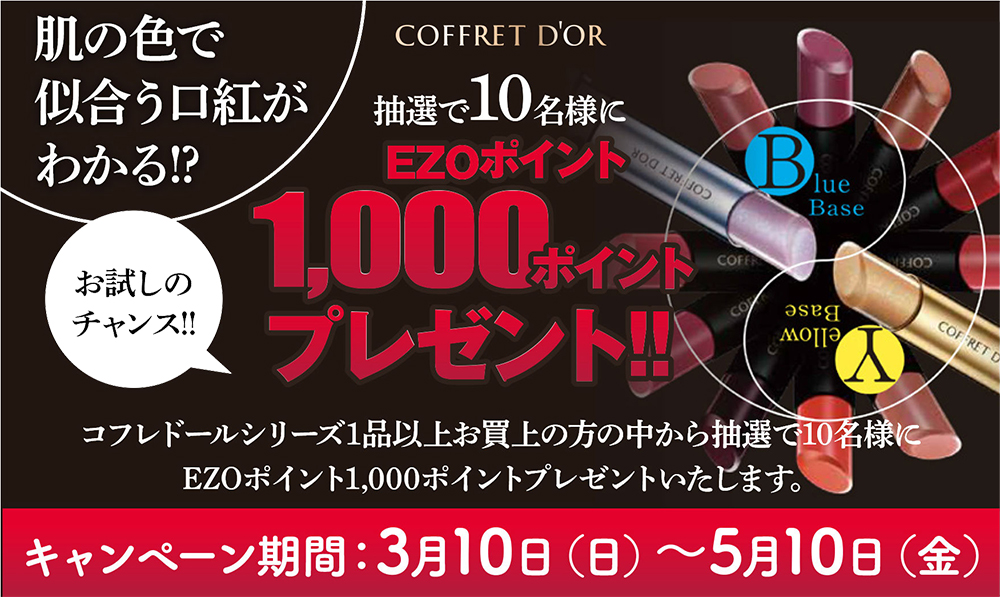 肌の色で
似合う口紅が
わかる!?
COFFRET D'OR
抽選で10名様に
EZOポイント
1,000ポイント
プレゼント!!
お試しの
チャンス!!
Blue
Base
Yellow
Base
COFFRET D'OR
COFFRET D
コフレドールシリーズ1品以上お買上の方の中から抽選で10名様に
EZOポイント1,000ポイントプレゼントいたします。
キャンペーン期間：3月10日（日）～5月10日（金）